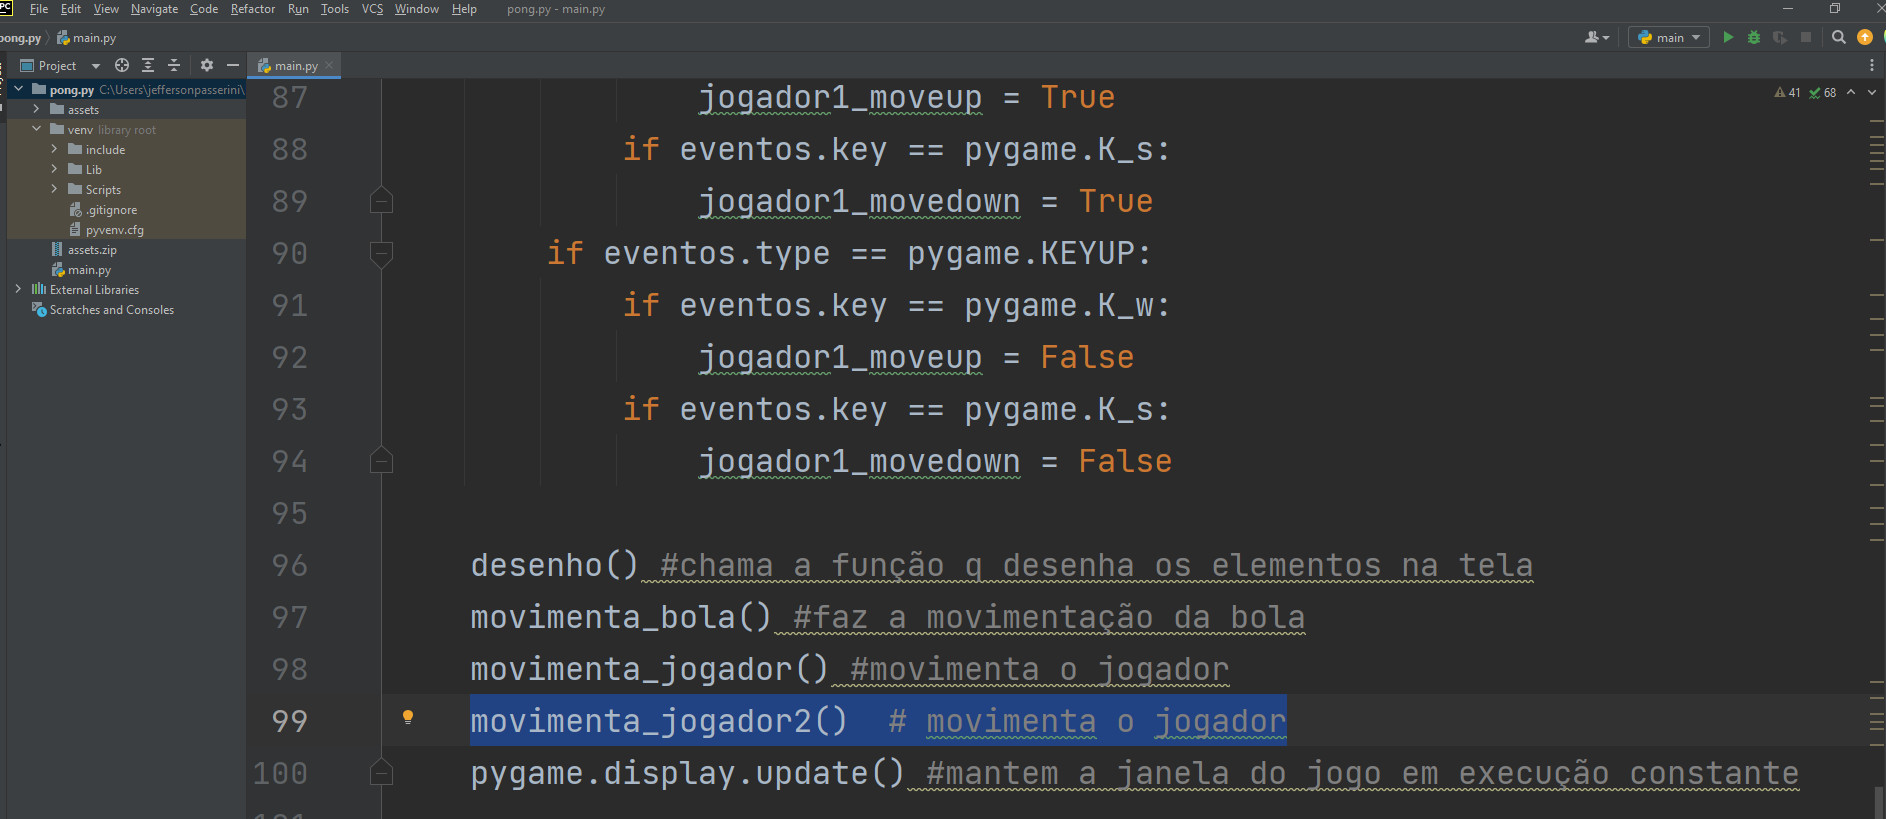 PC File Edit View Navigate Code Refactor Run Tools VCS Window Help pong.py - main.py
pong.py main.py main
Project main.py
pong.py C:\Users\jeffersonpasserini\
assets
venv library root
include
Lib
Scripts
.gitignore
pyvenv.cfg
assets.zip
main.py
External Libraries
Scratches and Consoles
41 68
87 jogador1_moveup = True
88 if eventos.key == pygame.K_s:
89 jogador1_movedown = True
90 if eventos.type == pygame.KEYUP:
91 if eventos.key == pygame.K_w:
92 jogador1_moveup = False
93 if eventos.key == pygame.K_s:
94 jogador1_movedown = False
95
96 desenho() #chama a função q desenha os elementos na tela
97 movimenta_bola() #faz a movimentação da bola
98 movimenta_jogador() #movimenta o jogador
99 movimenta_jogador2()  # movimenta o jogador
100 pygame.display.update() #mantem a janela do jogo em execução constante